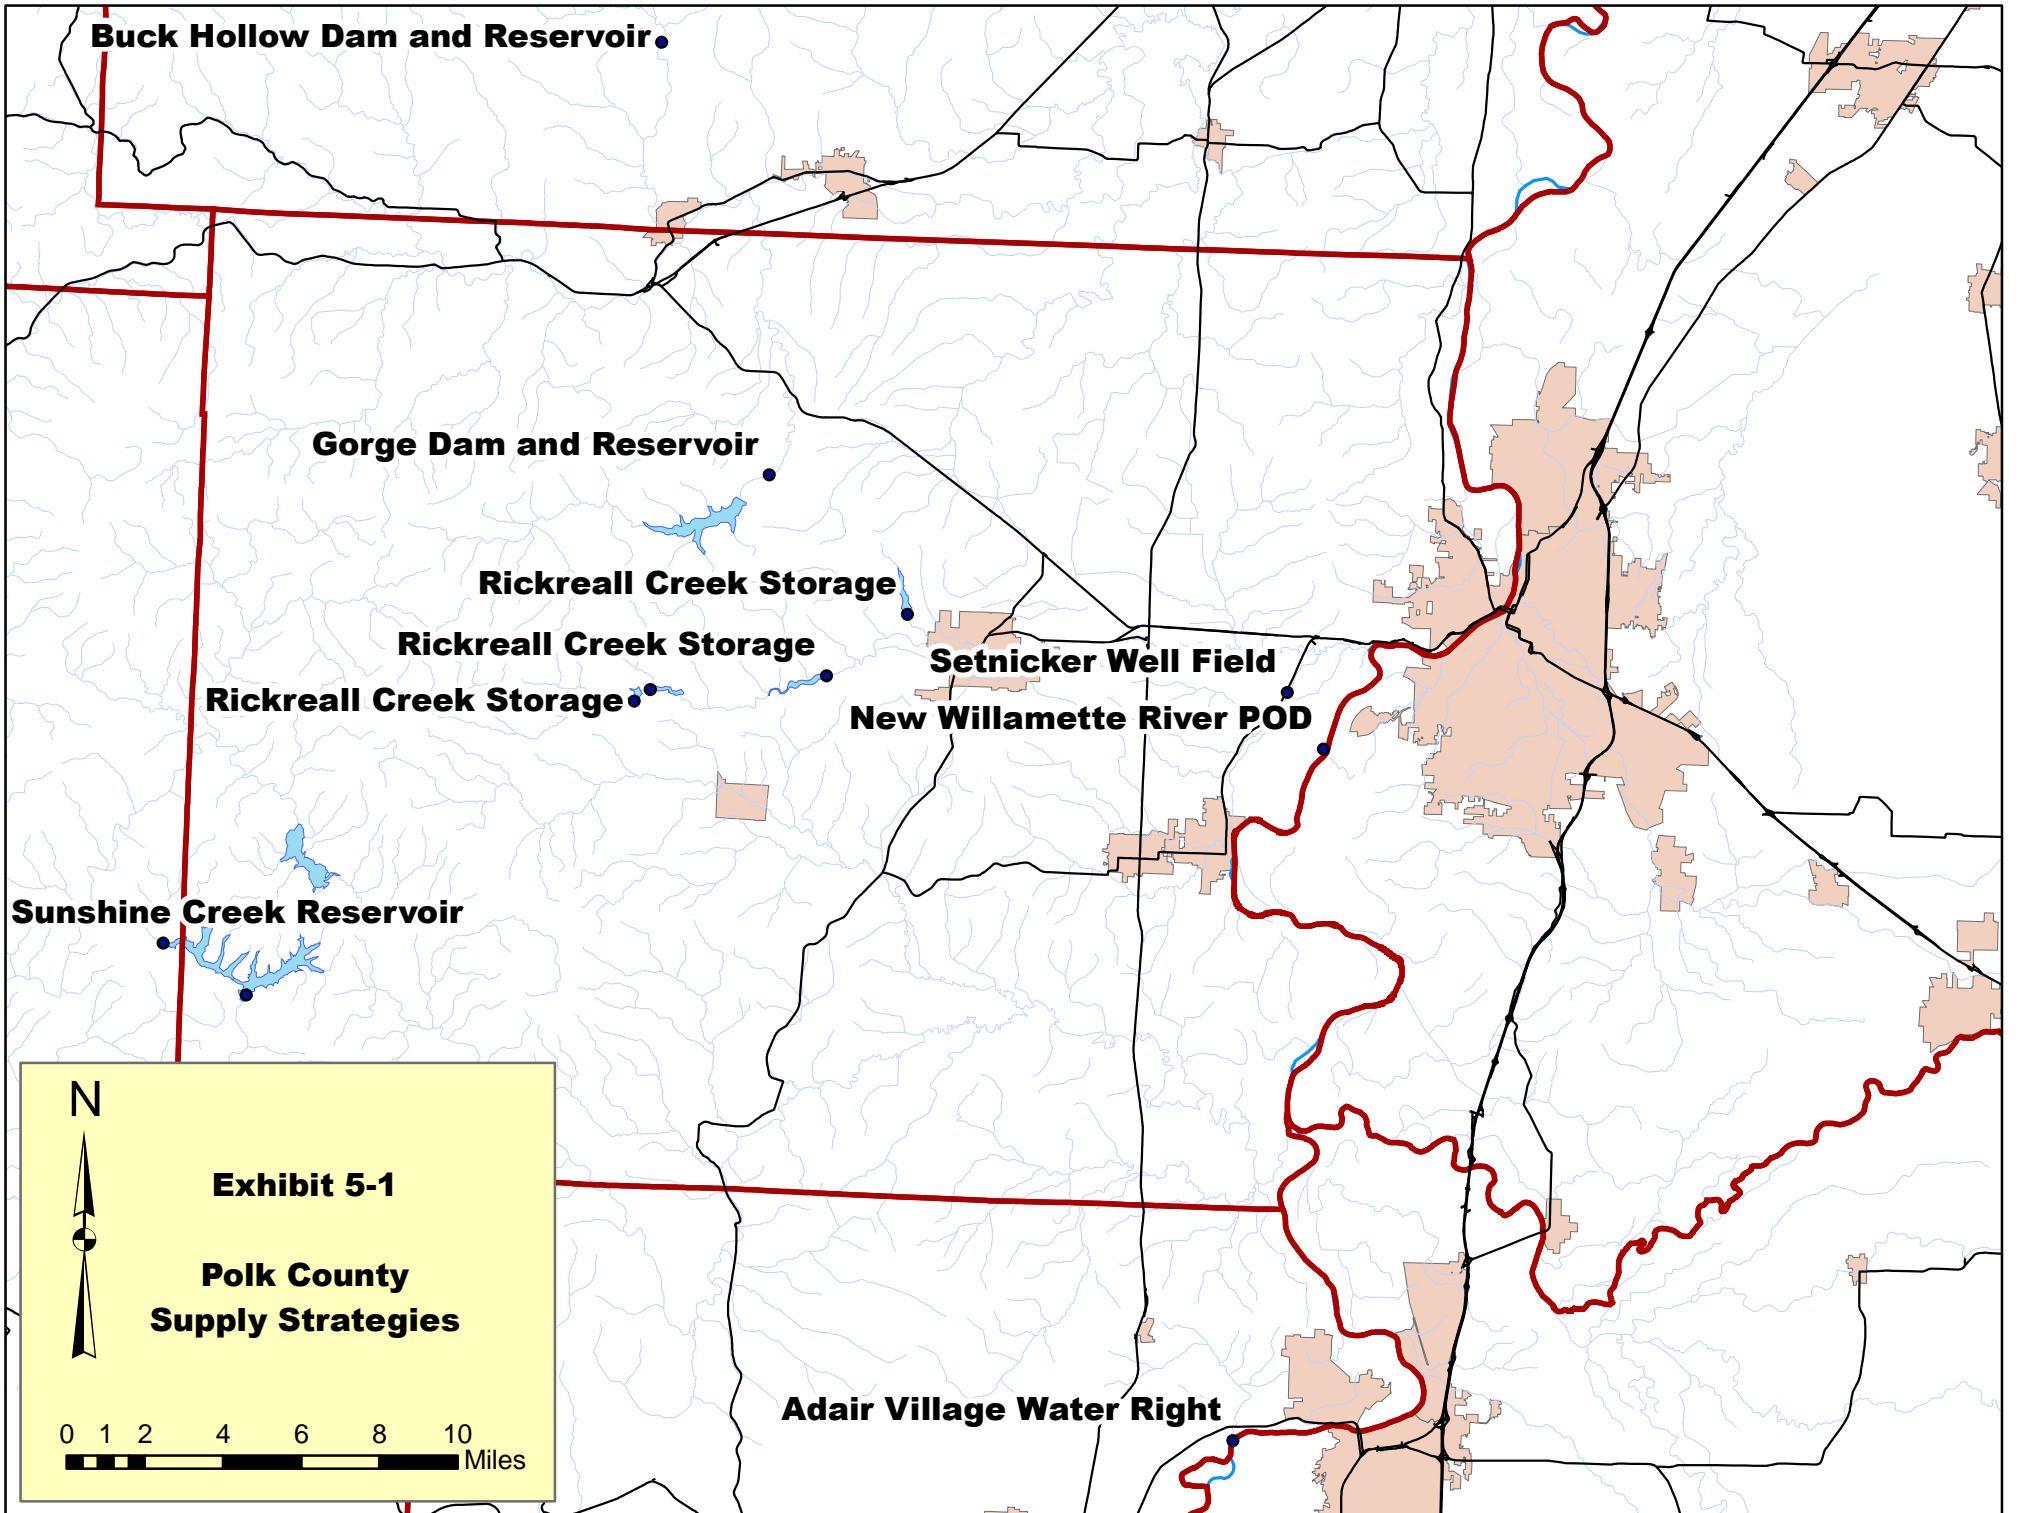 Buck Hollow Dam and Reservoir
Gorge Dam and Reservoir
Rickreall Creek Storage
Rickreall Creek Storage
Setnicker Well Field
Rickreall Creek Storage
New Willamette River POD
Sunshine Creek Reservoir
N
Exhibit 5-1
Polk County
Supply Strategies
Adair Village Water Right
0 1 2 4 6 8 10
Miles